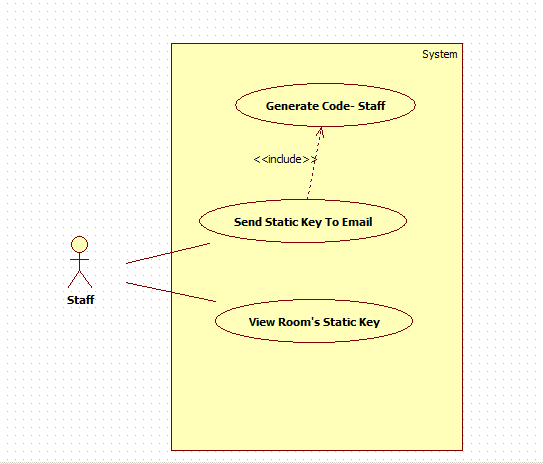 System
Generate Code- Staff
<<include>>
Send Static Key To Email
Staff
View Room's Static Key